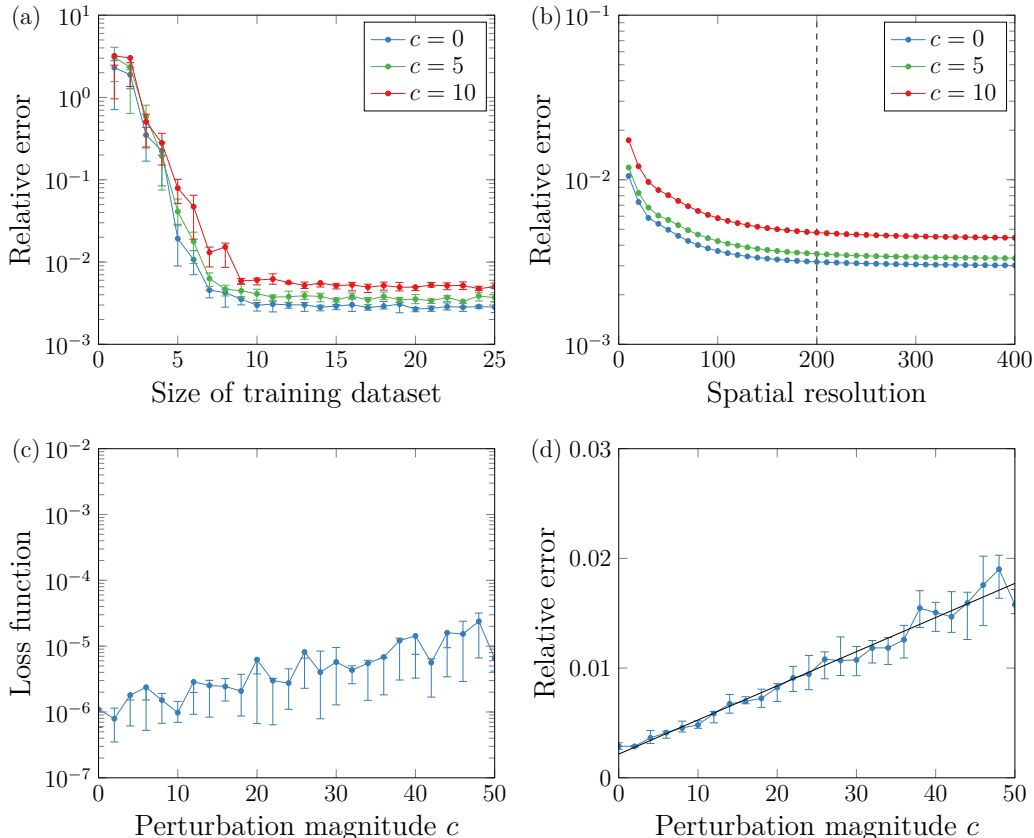 (a)
10^1
10^0
10^−1
10^−2
10^−3
0
5
10
15
20
25
Relative error
Size of training dataset
c = 0
c = 5
c = 10
(b)
10^−1
10^−2
10^−3
0
100
200
300
400
Relative error
Spatial resolution
c = 0
c = 5
c = 10
(c)
10^−2
10^−3
10^−4
10^−5
10^−6
10^−7
0
10
20
30
40
50
Loss function
Perturbation magnitude c
(d)
0.03
0.02
0.01
0
0
10
20
30
40
50
Relative error
Perturbation magnitude c